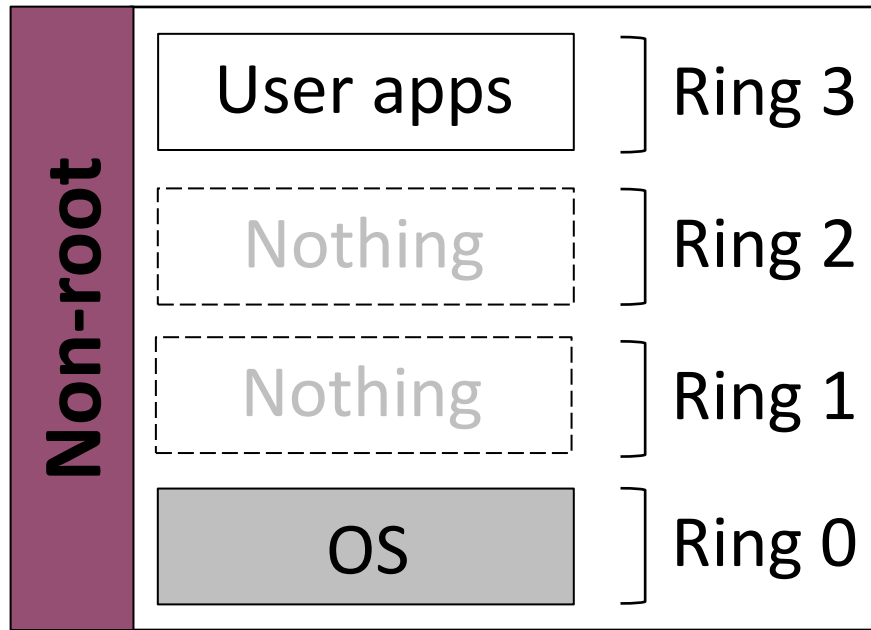 Non-root
User apps
Ring 3
Nothing
Ring 2
Nothing
Ring 1
OS
Ring 0